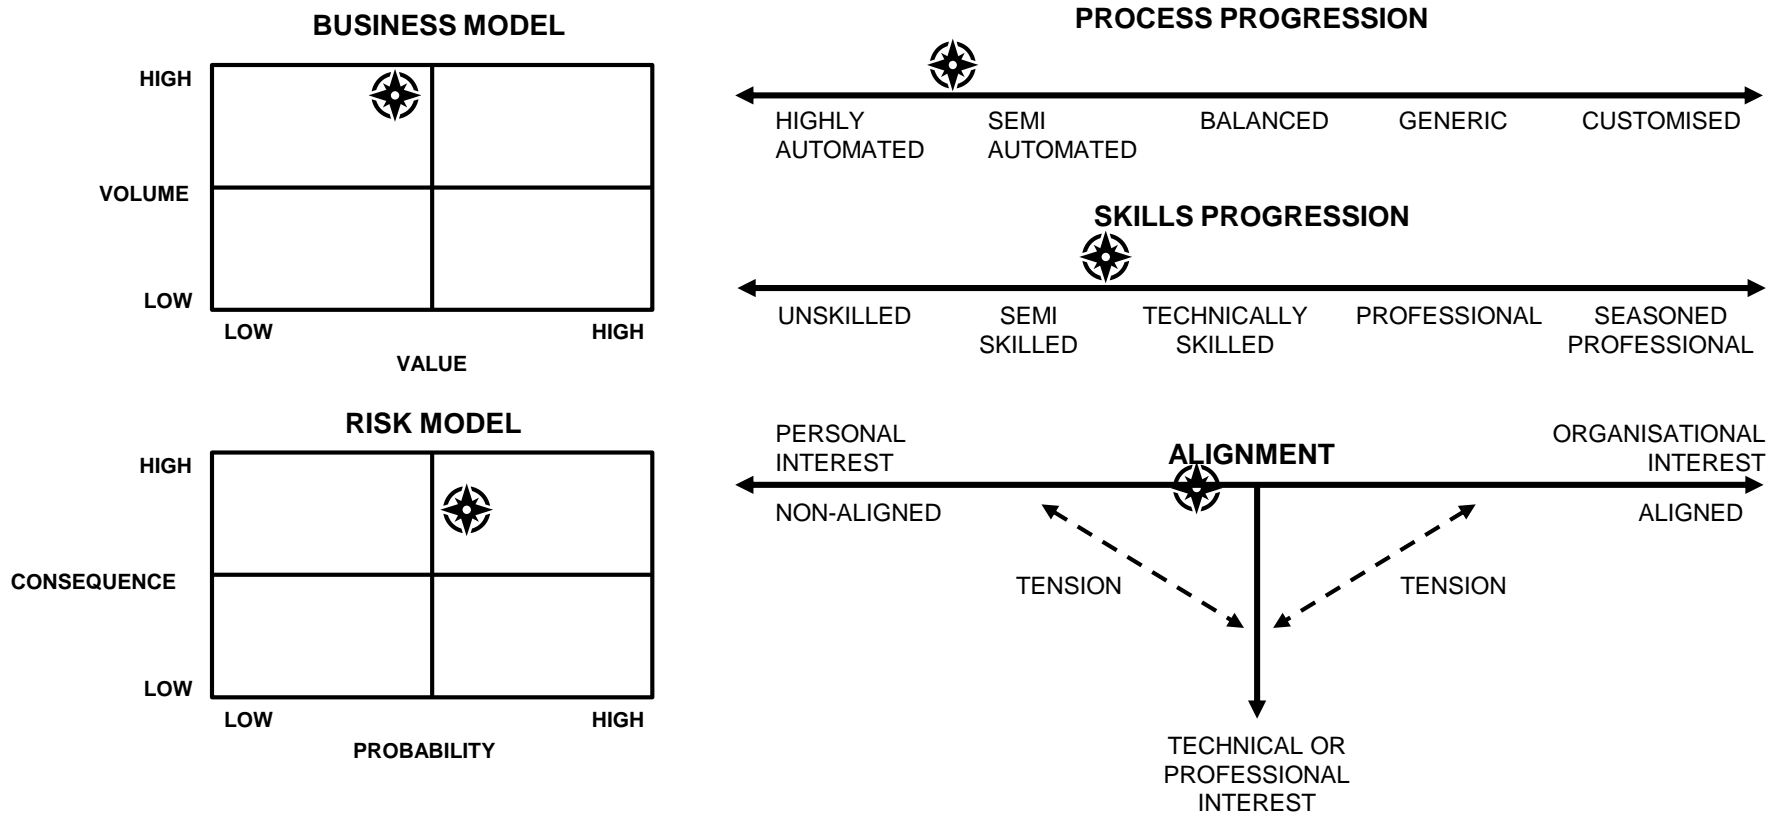 BUSINESS MODEL
HIGH
VOLUME
LOW
LOW HIGH
VALUE
RISK MODEL
HIGH
CONSEQUENCE
LOW
LOW HIGH
PROBABILITY
PROCESS PROGRESSION
HIGHLY
AUTOMATED
SEMI
AUTOMATED
BALANCED
GENERIC
CUSTOMISED
SKILLS PROGRESSION
UNSKILLED
SEMI
SKILLED
TECHNICALLY
SKILLED
PROFESSIONAL
SEASONED
PROFESSIONAL
PERSONAL
INTEREST
ALIGNMENT
ORGANISATIONAL
INTEREST
NON-ALIGNED
ALIGNED
TENSION
TENSION
TECHNICAL OR
PROFESSIONAL
INTEREST